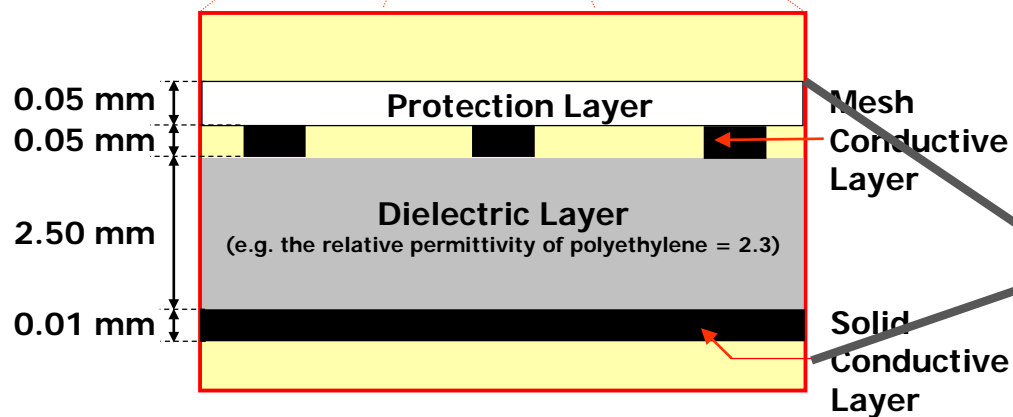 0.05 mm
Protection Layer
0.05 mm
Mesh
Conductive
Layer
2.50 mm
Dielectric Layer
(e.g. the relative permittivity of polyethylene = 2.3)
0.01 mm
Solid
Conductive
Layer